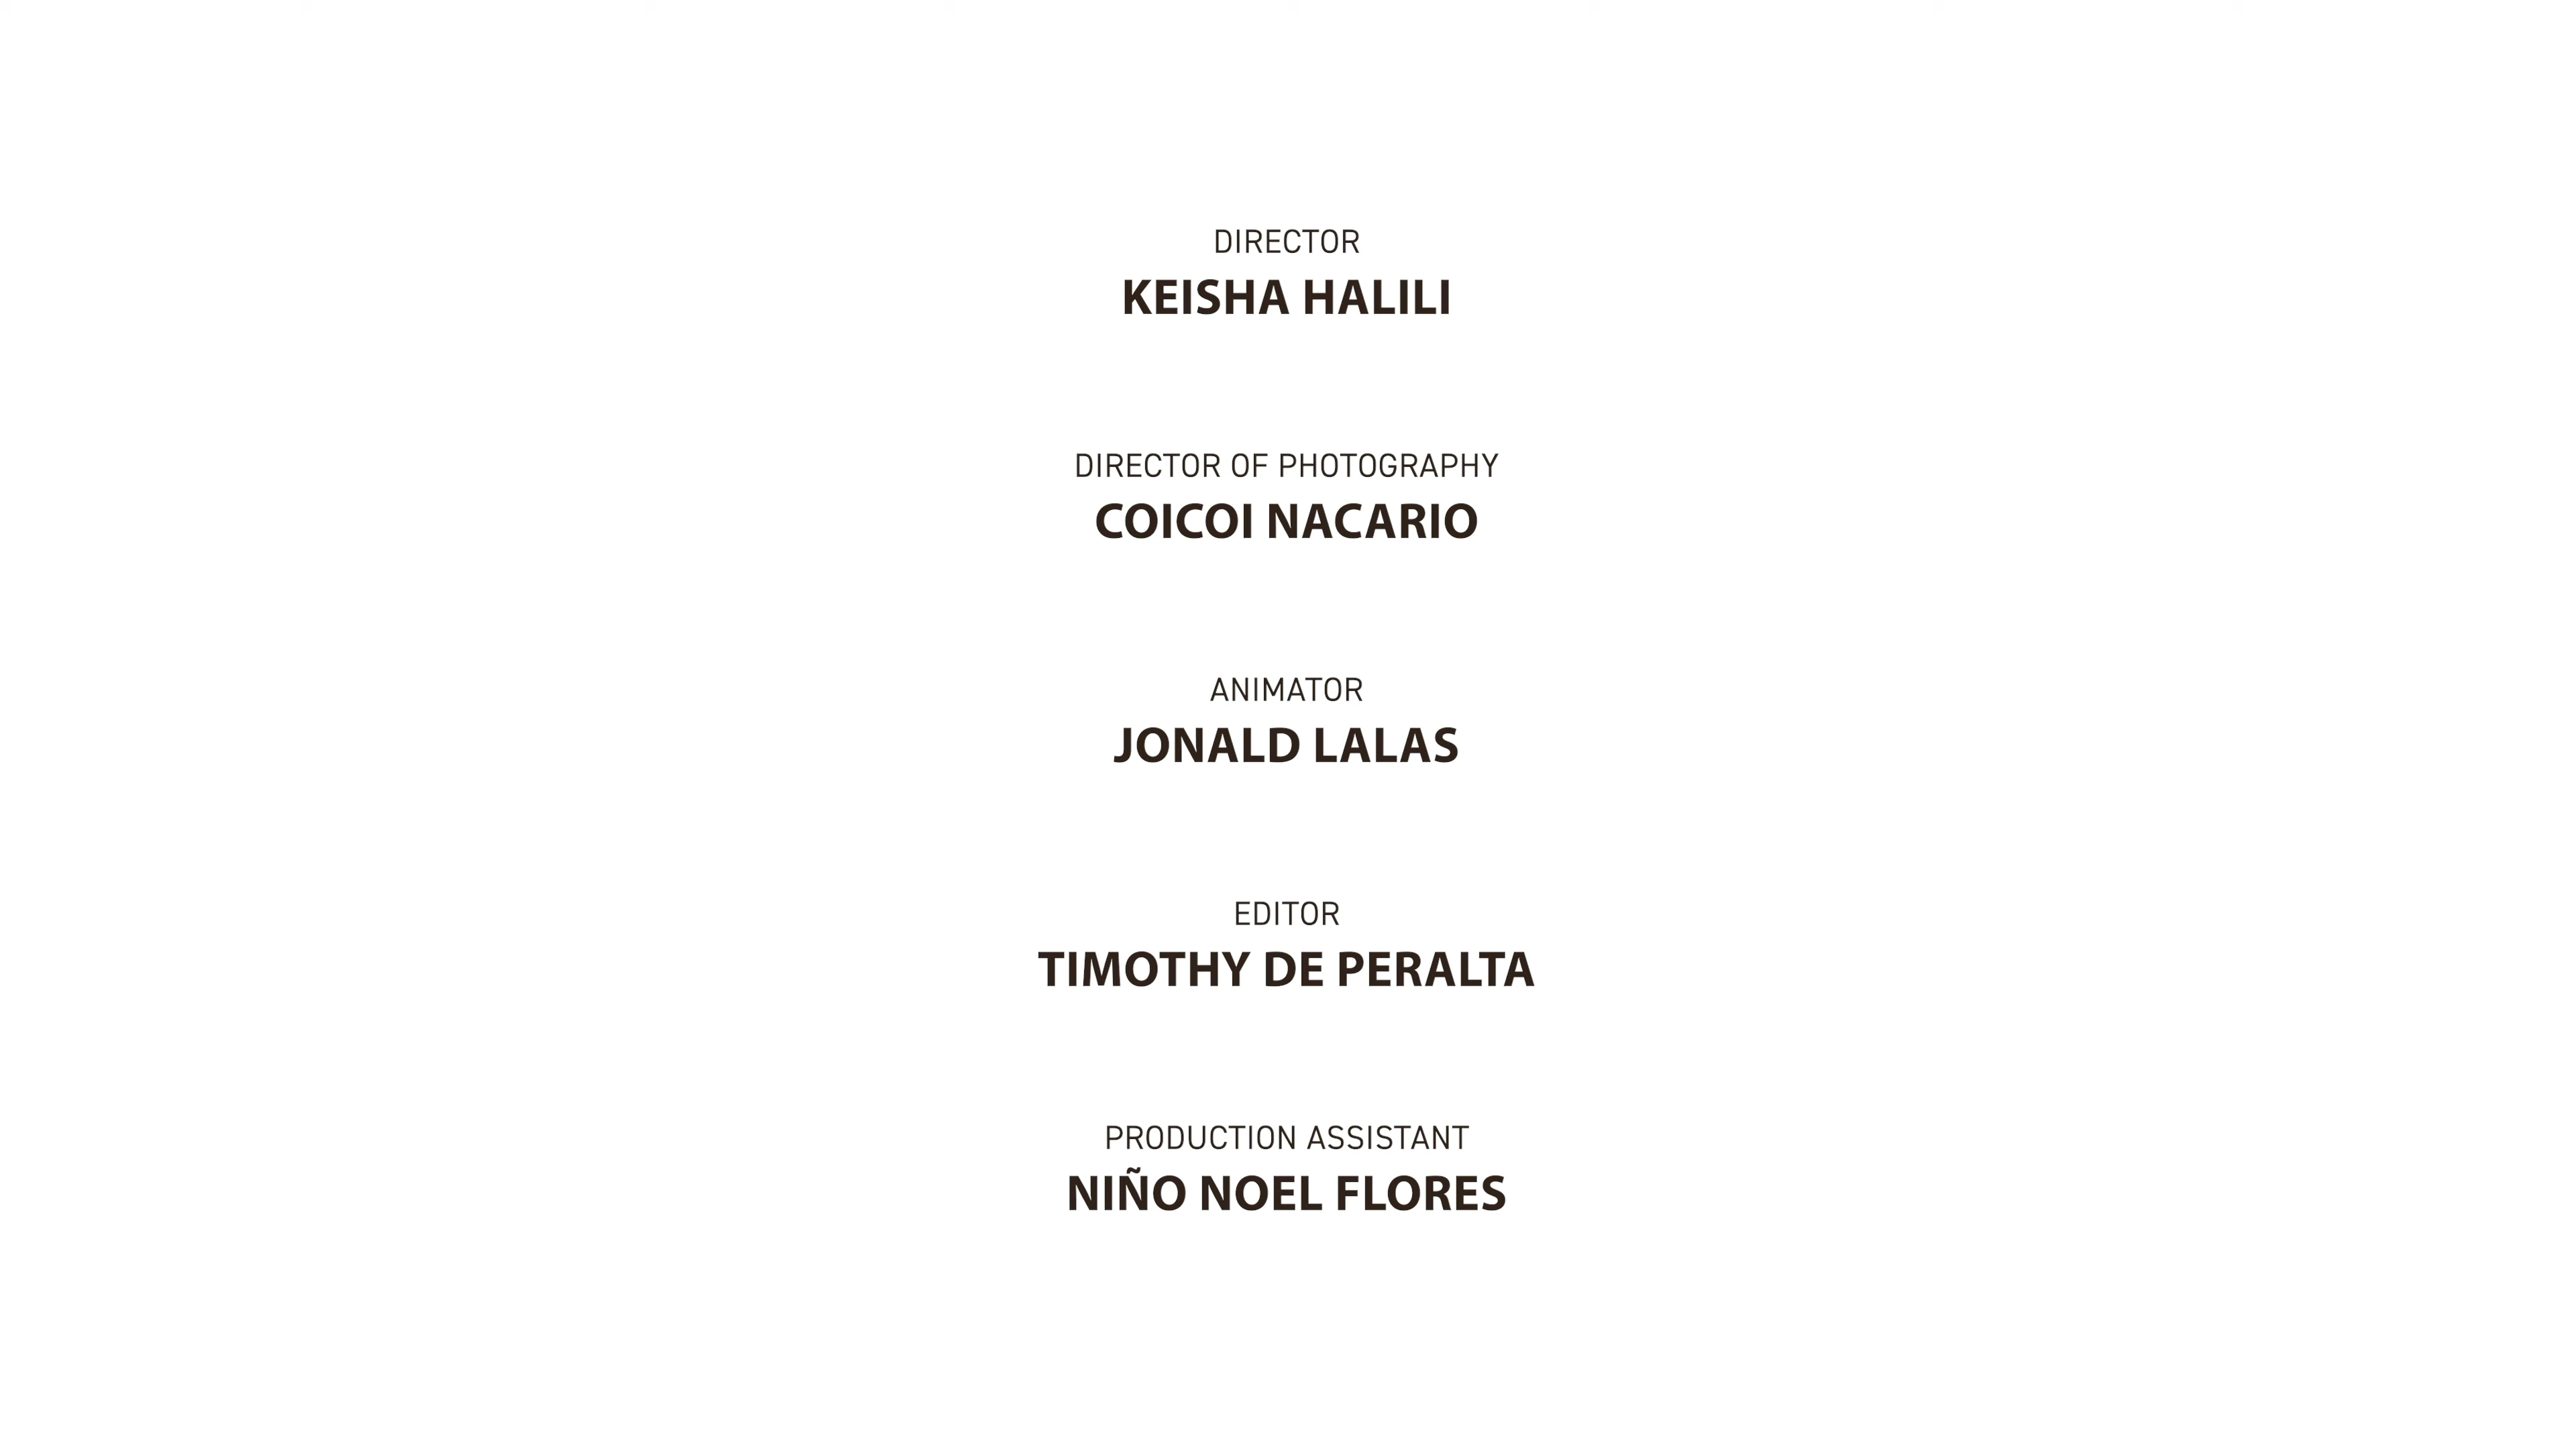 DIRECTOR
KEISHA HALILI
DIRECTOR OF PHOTOGRAPHY
COICOI NACARIO
ANIMATOR
JONALD LALAS
EDITOR
TIMOTHY DE PERALTA
PRODUCTION ASSISTANT
NIÑO NOEL FLORES